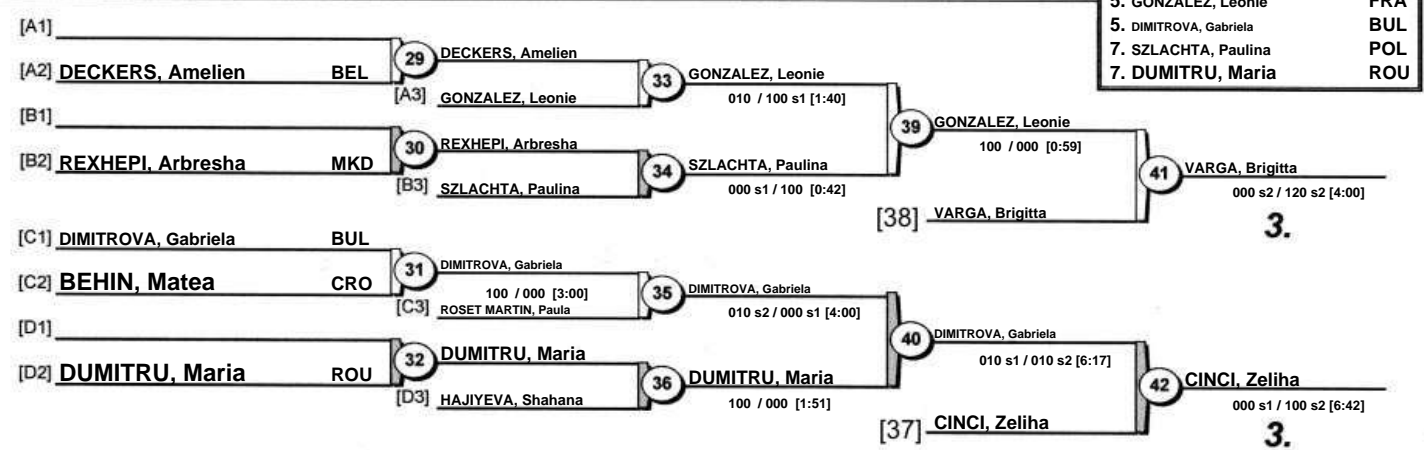 5. GONZALEZ, Leonie FRA
5. DIMITROVA, Gabriela BUL
7. SZLACHTA, Paulina POL
7. DUMITRU, Maria ROU
[A1]
[A2] DECKERS, Amelien BEL
29
DECKERS, Amelien
[A3] GONZALEZ, Leonie
33
GONZALEZ, Leonie
010 / 100 s1 [1:40]
[B1]
[B2] REXHEPI, Arbresha MKD
30
REXHEPI, Arbresha
[B3] SZLACHTA, Paulina
34
SZLACHTA, Paulina
000 s1 / 100 [0:42]
39
GONZALEZ, Leonie
100 / 000 [0:59]
[38] VARGA, Brigitta
41
VARGA, Brigitta
000 s2 / 120 s2 [4:00]
3.
[C1] DIMITROVA, Gabriela BUL
[C2] BEHIN, Matea CRO
31
DIMITROVA, Gabriela
100 / 000 [3:00]
[C3] ROSET MARTIN, Paula
35
DIMITROVA, Gabriela
010 s2 / 000 s1 [4:00]
[D1]
[D2] DUMITRU, Maria ROU
32
DUMITRU, Maria
[D3] HAJIYEVA, Shahana
36
DUMITRU, Maria
100 / 000 [1:51]
40
DIMITROVA, Gabriela
010 s1 / 010 s2 [6:17]
[37] CINCI, Zeliha
42
CINCI, Zeliha
000 s1 / 100 s2 [6:42]
3.